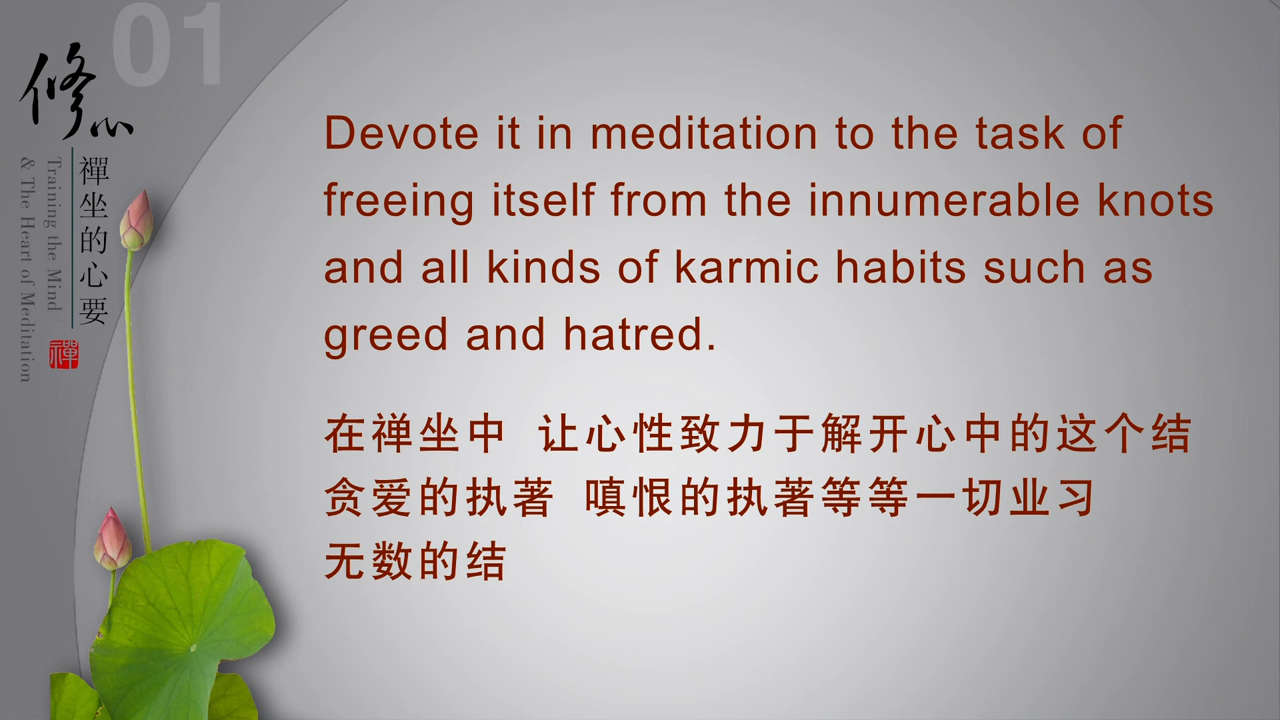 01
修心
禪坐的心要
Training the Mind
& The Heart of Meditation
禪
Devote it in meditation to the task of
freeing itself from the innumerable knots
and all kinds of karmic habits such as
greed and hatred.
在禅坐中 让心性致力于解开心中的这个结
贪爱的执著 嗔恨的执著等等一切业习
无数的结